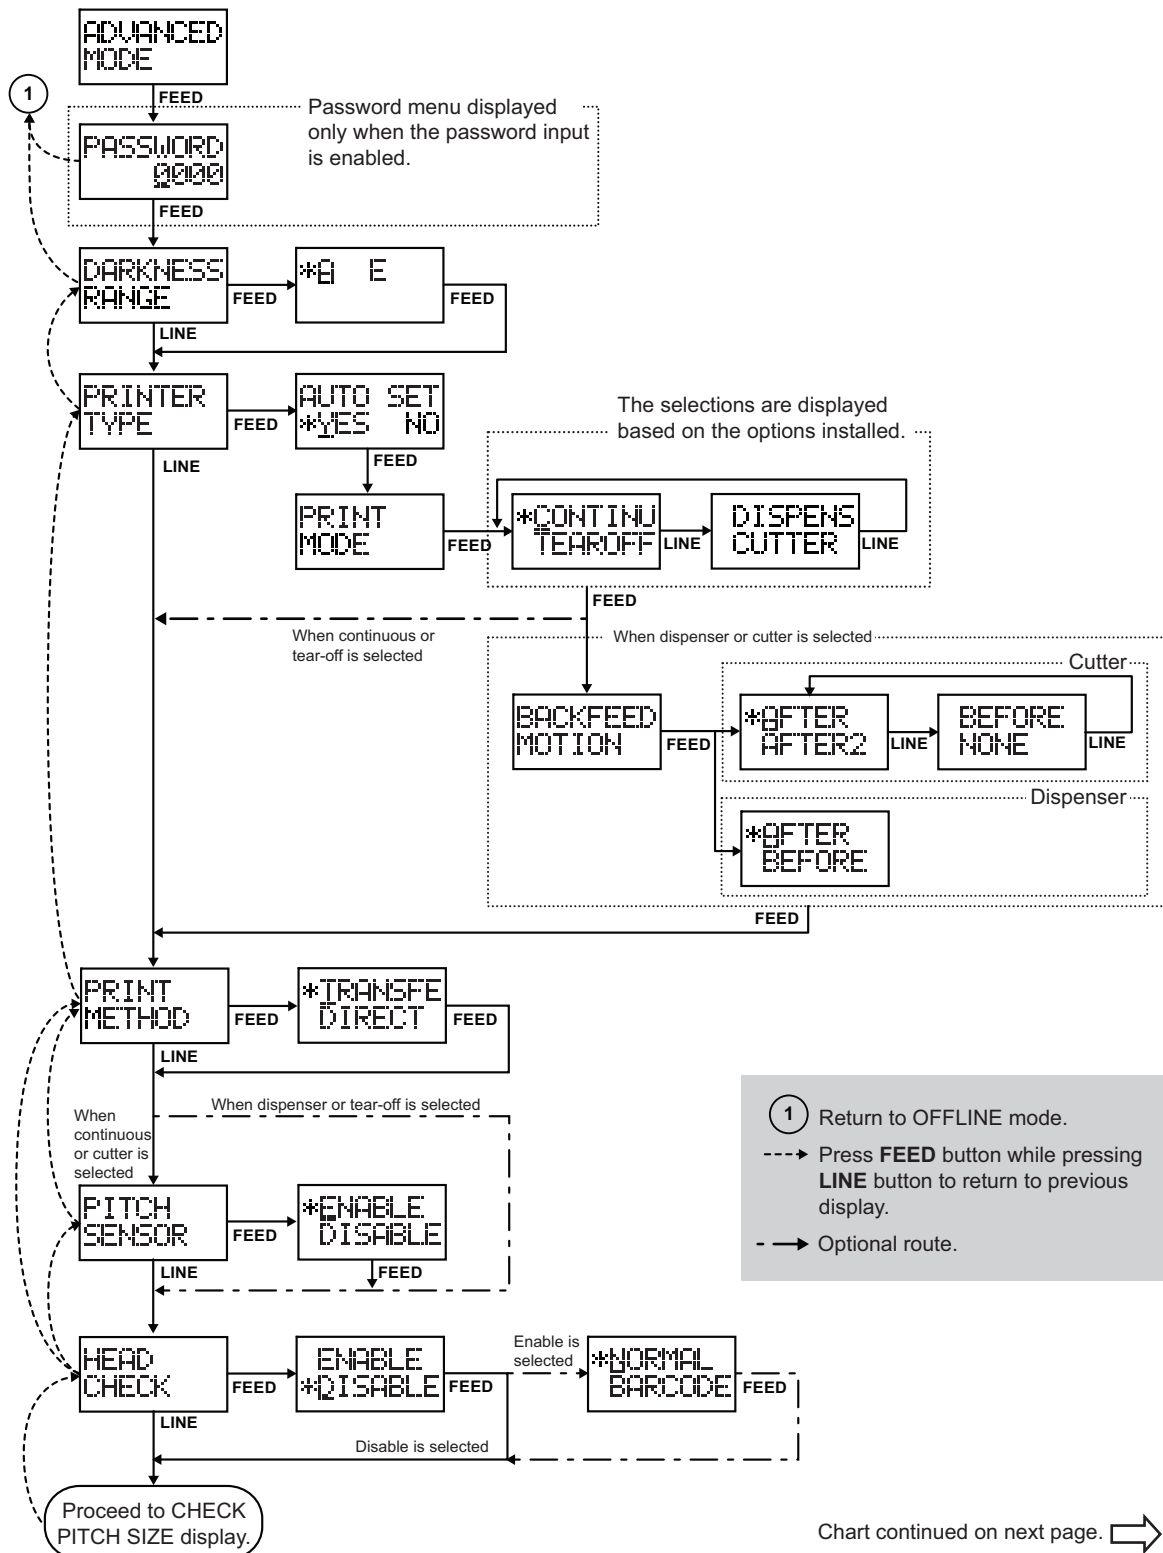 ADVANCED
MODE
1
FEED
Password menu displayed
only when the password input
is enabled.
PASSWORD
0000
FEED
DARKNESS
RANGE
FEED
*A E
FEED
LINE
PRINTER
TYPE
FEED
AUTO SET
*YES NO
FEED
LINE
The selections are displayed
based on the options installed.
PRINT
MODE
FEED
*CONTINU
TEAROFF
LINE
DISPENS
CUTTER
LINE
FEED
When continuous or
tear-off is selected
When dispenser or cutter is selected
Cutter
BACKFEED
MOTION
FEED
*AFTER
AFTER2
LINE
BEFORE
NONE
LINE
Dispenser
*AFTER
BEFORE
FEED
PRINT
METHOD
FEED
*TRANSFE
DIRECT
FEED
LINE
When
continuous
or cutter is
selected
When dispenser or tear-off is selected
PITCH
SENSOR
FEED
*ENABLE
DISABLE
LINE
FEED
HEAD
CHECK
FEED
ENABLE
*DISABLE
FEED
Enable is
selected
*NORMAL
BARCODE
FEED
LINE
Disable is selected
Proceed to CHECK
PITCH SIZE display.
1 Return to OFFLINE mode.
Press FEED button while pressing
LINE button to return to previous
display.
Optional route.
Chart continued on next page.